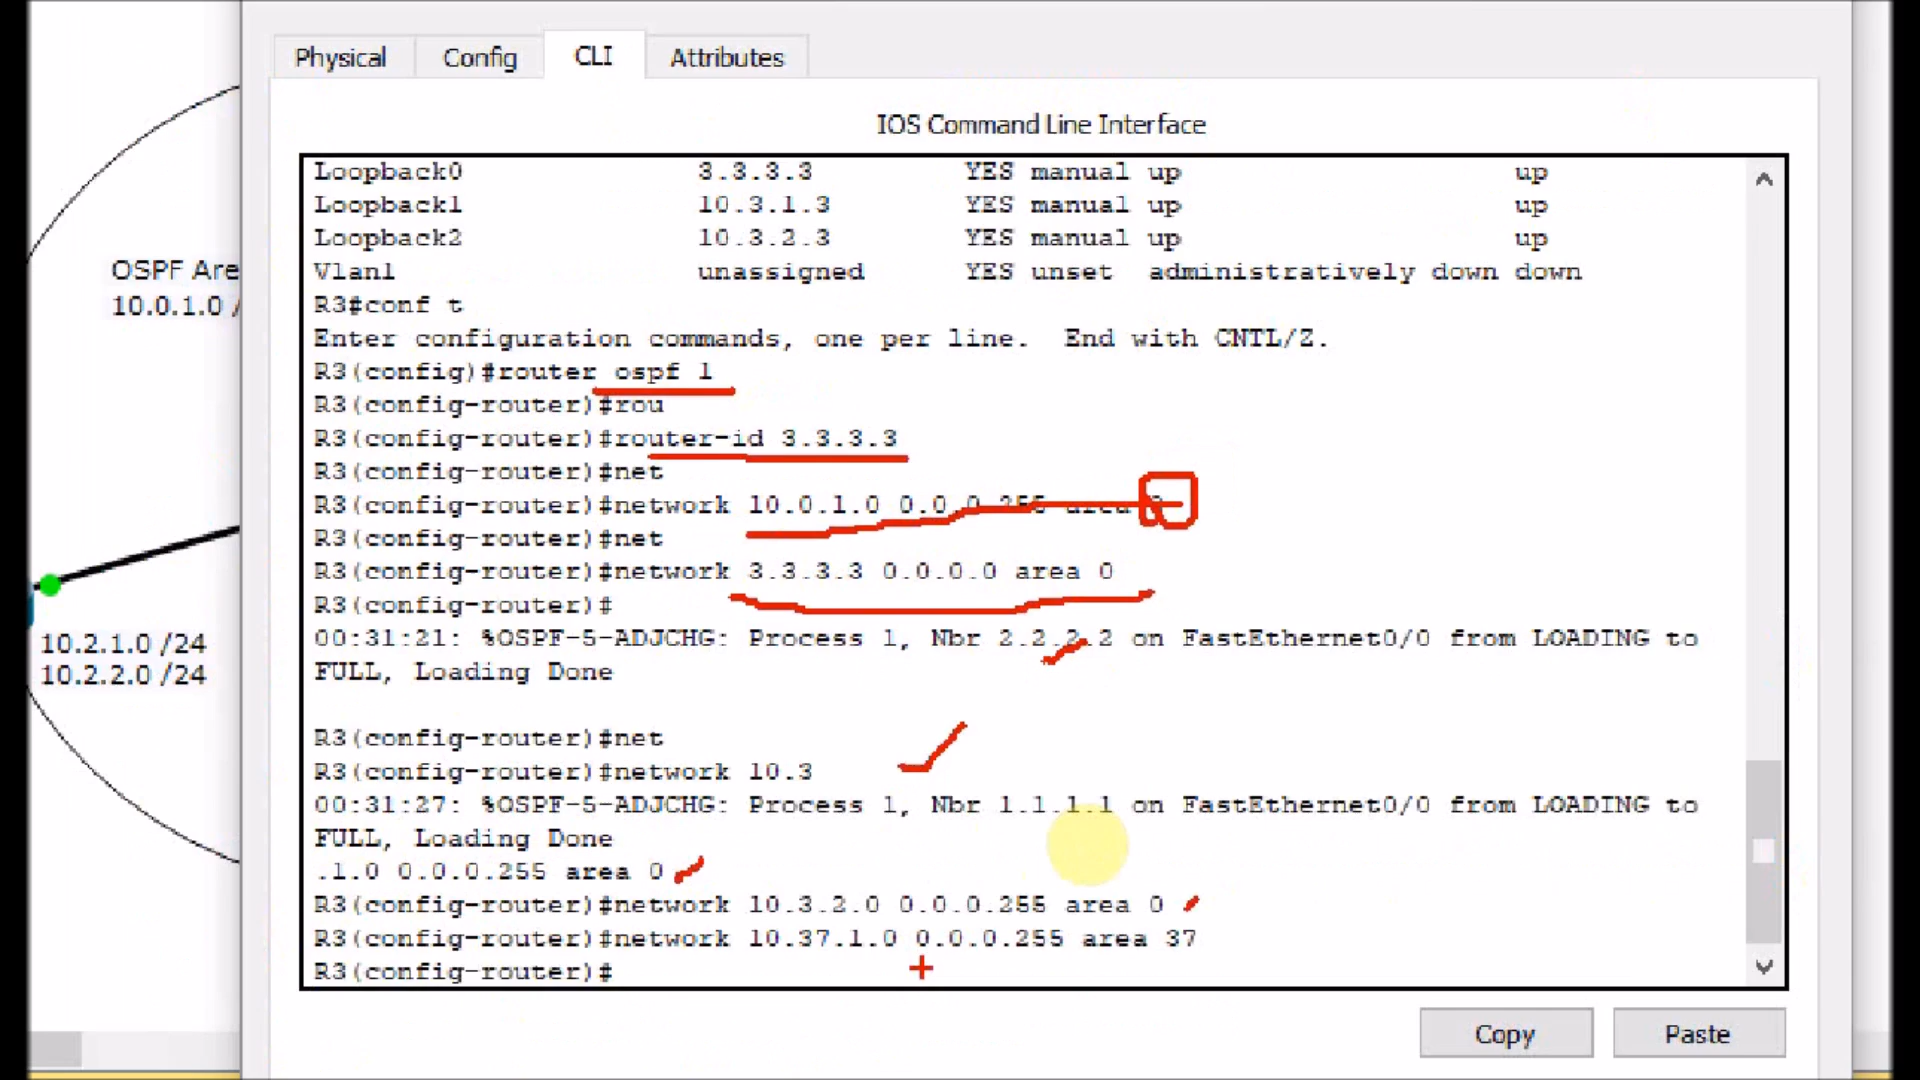 Physical
Config
CLI
Attributes
IOS Command Line Interface
Loopback0 3.3.3.3 YES manual up up
Loopback1 10.3.1.3 YES manual up up
Loopback2 10.3.2.3 YES manual up up
Vlan1 unassigned YES unset administratively down down
R3#conf t
Enter configuration commands, one per line. End with CNTL/Z.
R3(config)#router ospf 1
R3(config-router)#rou
R3(config-router)#router-id 3.3.3.3
R3(config-router)#net
R3(config-router)#network 10.0.1.0 0.0.0.255 area 0
R3(config-router)#net
R3(config-router)#network 3.3.3.3 0.0.0.0 area 0
R3(config-router)#
00:31:21: %OSPF-5-ADJCHG: Process 1, Nbr 2.2.2.2 on FastEthernet0/0 from LOADING to
FULL, Loading Done
R3(config-router)#net
R3(config-router)#network 10.3
00:31:27: %OSPF-5-ADJCHG: Process 1, Nbr 1.1.1.1 on FastEthernet0/0 from LOADING to
FULL, Loading Done
.1.0 0.0.0.255 area 0
R3(config-router)#network 10.3.2.0 0.0.0.255 area 0
R3(config-router)#network 10.37.1.0 0.0.0.255 area 37
R3(config-router)#
Copy
Paste
OSPF Are
10.0.1.0 /
10.2.1.0 /24
10.2.2.0 /24